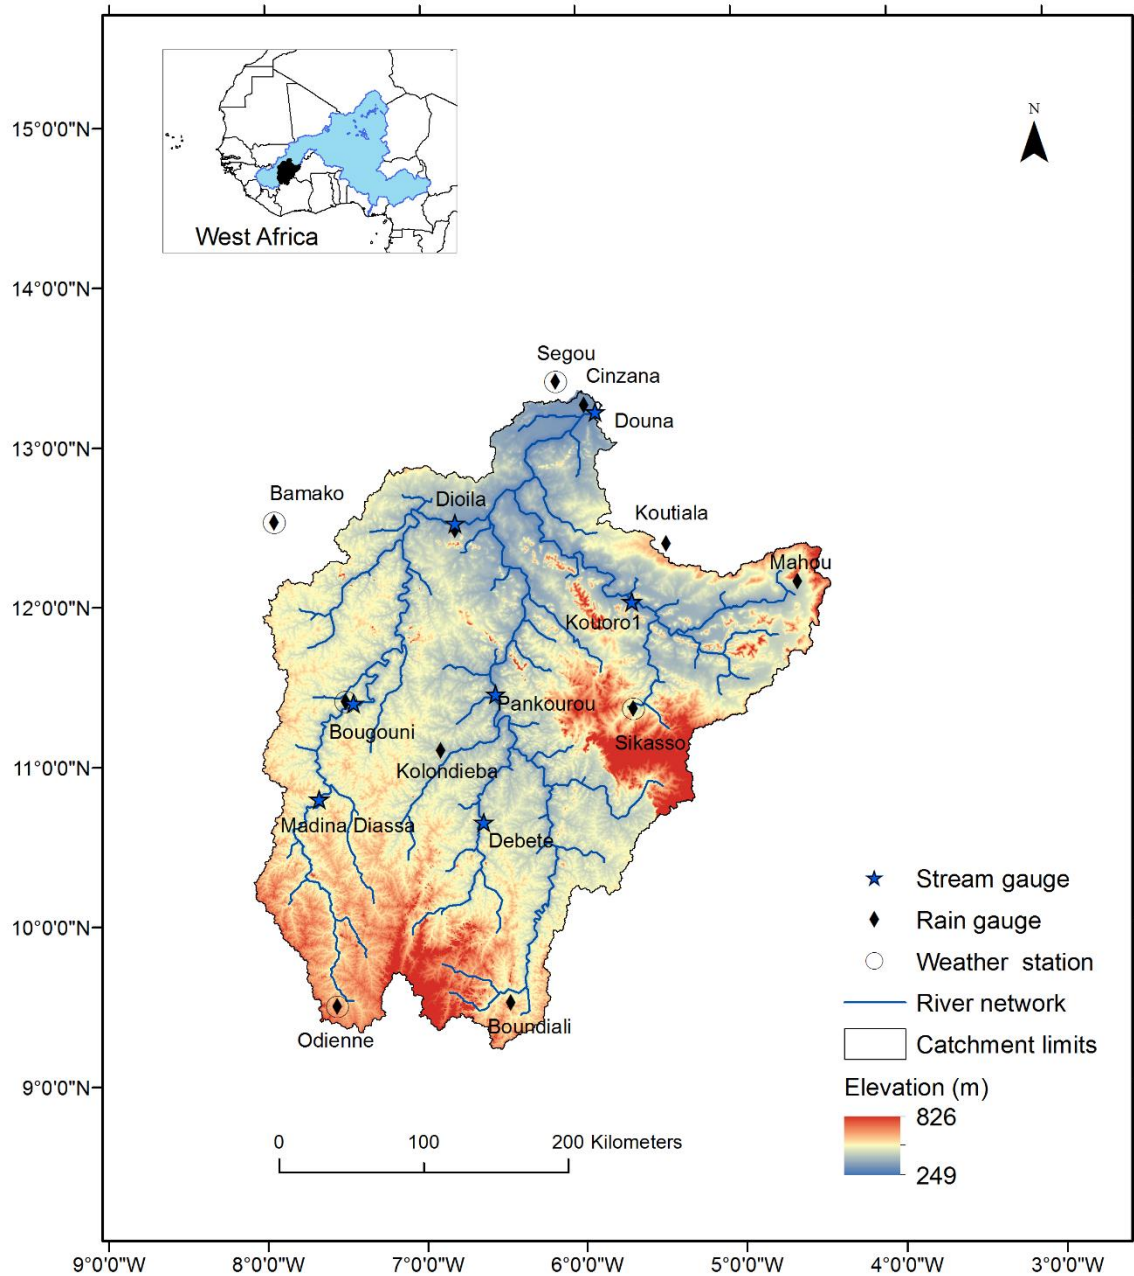 N
West Africa
15°0'0"N
14°0'0"N
13°0'0"N
12°0'0"N
11°0'0"N
10°0'0"N
9°0'0"N
Segou
Cinzana
Douna
Bamako
Dioila
Koutiala
Mahou
Kouoro1
Pankourou
Bougouni
Sikasso
Kolondieba
Madina Diassa
Debete
Odienne
Boundiali
Stream gauge
Rain gauge
Weather station
River network
Catchment limits
Elevation (m)
826
249
0 100 200 Kilometers
9°0'0"W 8°0'0"W 7°0'0"W 6°0'0"W 5°0'0"W 4°0'0"W 3°0'0"W